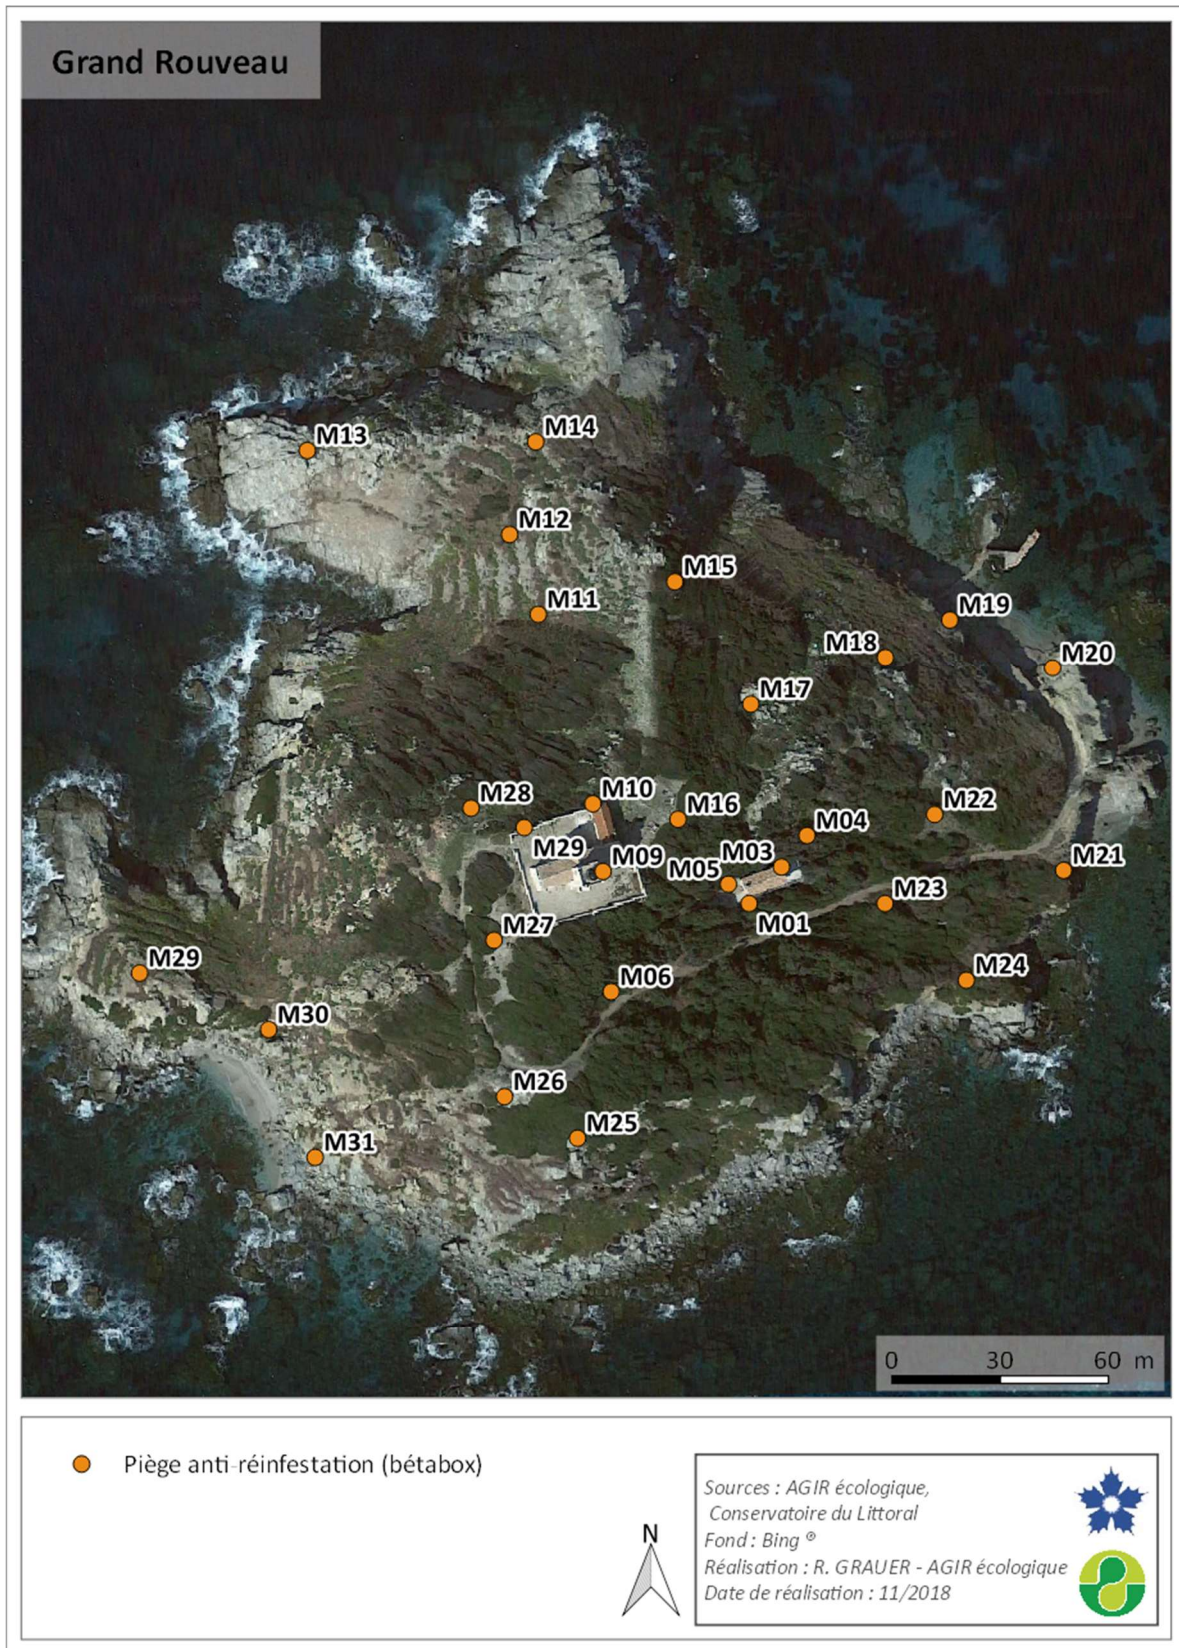 Grand Rouveau
M13
M14
M12
M15
M11
M19
M18
M20
M17
M28
M10
M16
M22
M04
M29
M09
M03
M05
M21
M01
M23
M27
M29
M06
M24
M30
M26
M25
M31
0 30 60 m
Piège anti-réinfestation (bétabox)
N
Sources : AGIR écologique,
Conservatoire du Littoral
Fond : Bing ®
Réalisation : R. GRAUER - AGIR écologique
Date de réalisation : 11/2018